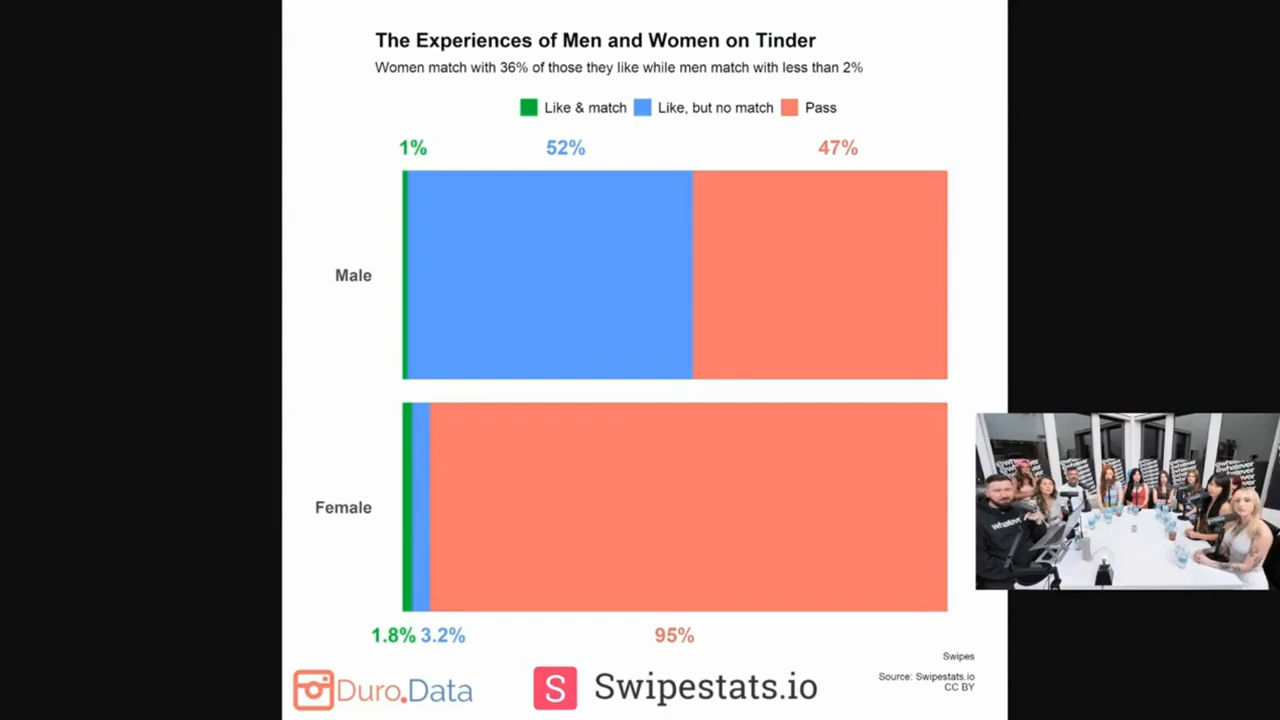 The Experiences of Men and Women on Tinder
Women match with 36% of those they like while men match with less than 2%
Like & match Like, but no match Pass
1% 52% 47%
Male
Female
1.8% 3.2% 95%
Swipes
Source: Swipestats.io
CC BY
Duro.Data
S Swipestats.io
@whatever
whatever